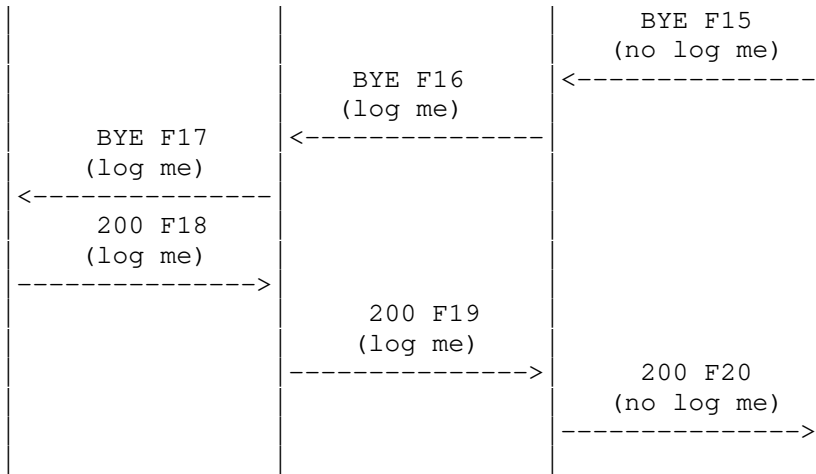 BYE F15
(no log me)
BYE F16
(log me)
BYE F17
(log me)
200 F18
(log me)
200 F19
(log me)
200 F20
(no log me)